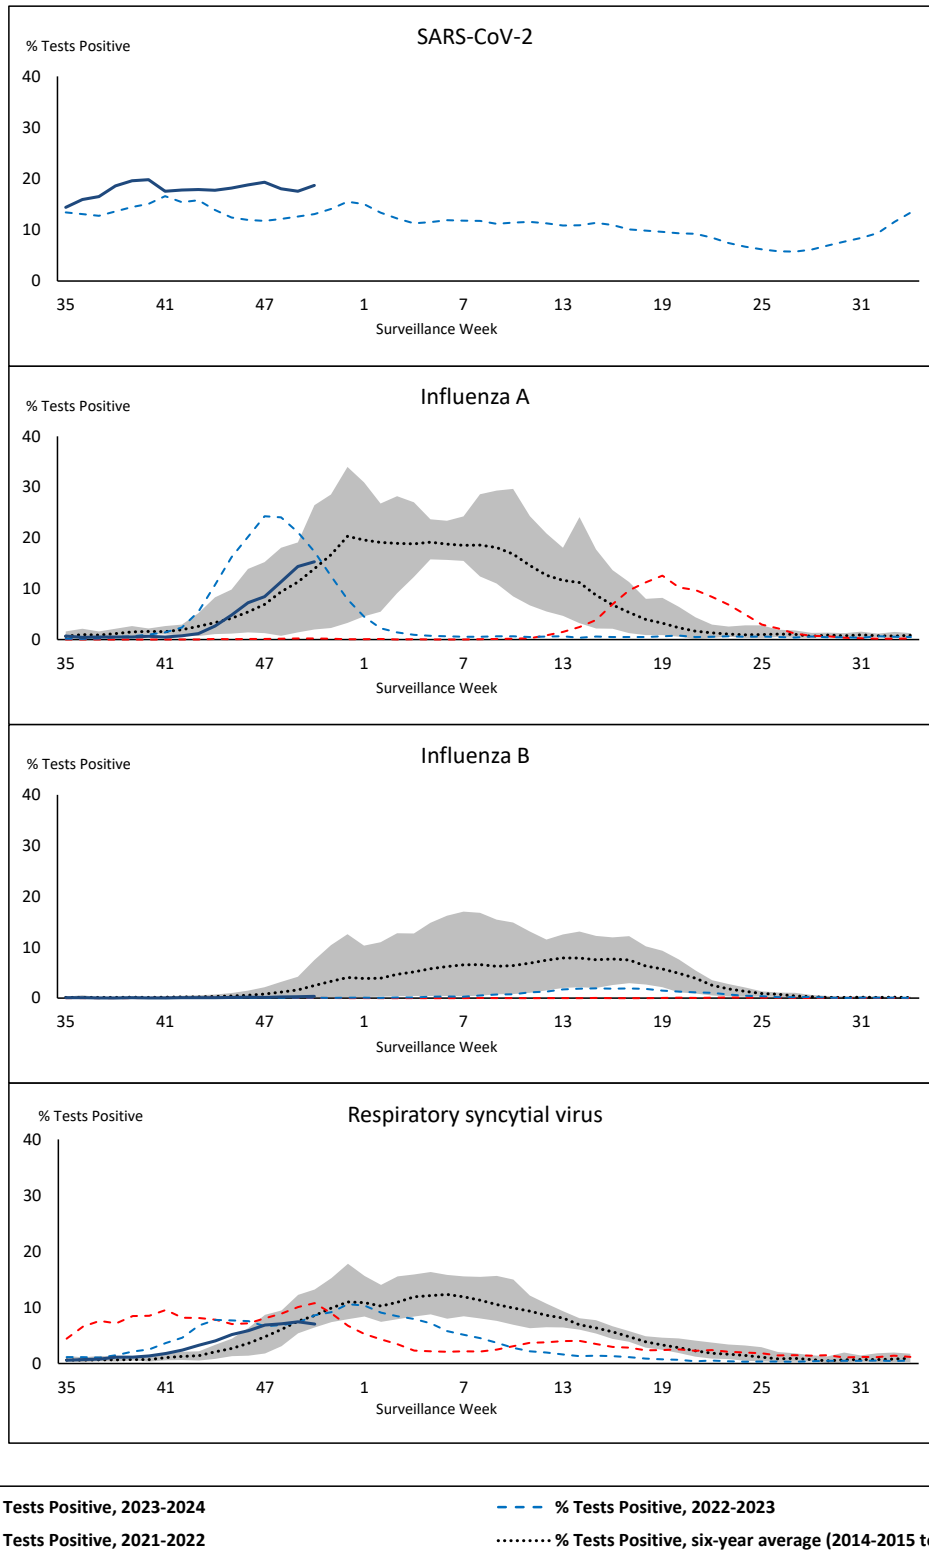 SARS-CoV-2
% Tests Positive
40
30
20
10
0
35 41 47 1 7 13 19 25 31
Surveillance Week
Influenza A
% Tests Positive
40
30
20
10
0
35 41 47 1 7 13 19 25 31
Surveillance Week
Influenza B
% Tests Positive
40
30
20
10
0
35 41 47 1 7 13 19 25 31
Surveillance Week
Respiratory syncytial virus
% Tests Positive
40
30
20
10
0
35 41 47 1 7 13 19 25 31
Surveillance Week
Tests Positive, 2023-2024 % Tests Positive, 2022-2023
Tests Positive, 2021-2022 % Tests Positive, six-year average (2014-2015 to